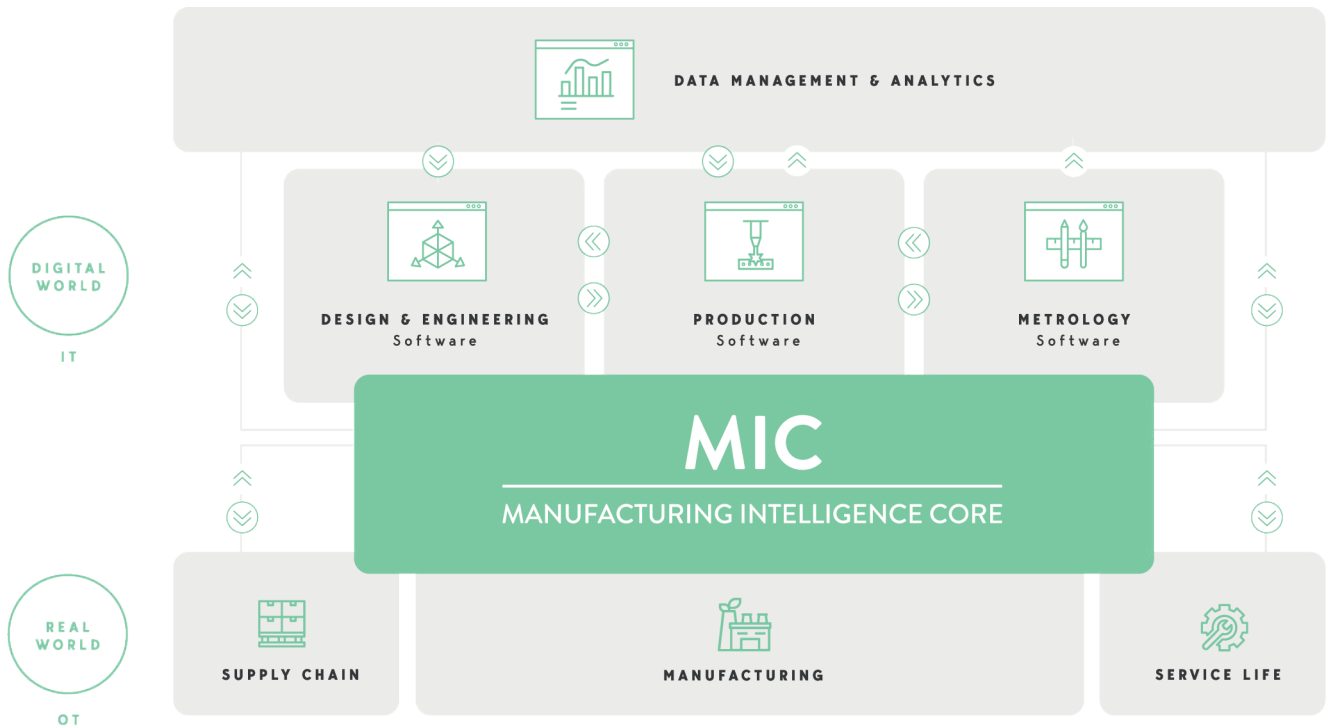 DATA MANAGEMENT & ANALYTICS
DIGITAL
WORLD
IT
DESIGN & ENGINEERING
Software
PRODUCTION
Software
METROLOGY
Software
MIC
MANUFACTURING INTELLIGENCE CORE
REAL
WORLD
OT
SUPPLY CHAIN
MANUFACTURING
SERVICE LIFE